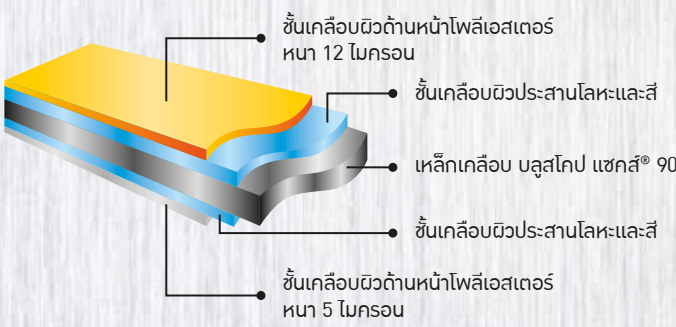 ชั้นเคลือบผิวด้านหน้าโพลีเอสเตอร์
หนา 12 ไมครอน
ชั้นเคลือบผิวประสานโลหะและสี
เหล็กเคลือบ บลูสโคป แซคส์® 90
ชั้นเคลือบผิวประสานโลหะและสี
ชั้นเคลือบผิวด้านหน้าโพลีเอสเตอร์
หนา 5 ไมครอน